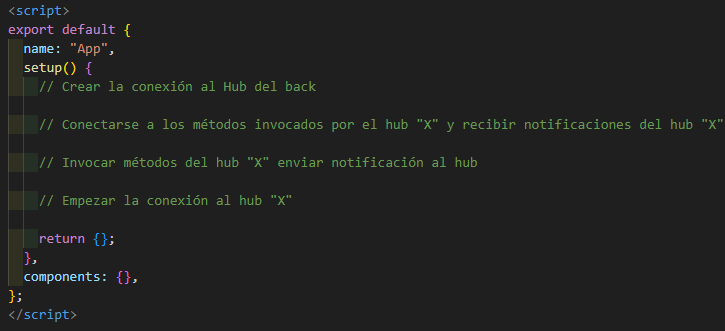 <script>
export default {
name: "App",
setup() {
// Crear la conexión al Hub del back
// Conectarse a los métodos invocados por el hub "X" y recibir notificaciones del hub "X"
// Invocar métodos del hub "X" enviar notificación al hub
// Empezar la conexión al hub "X"
return {};
},
components: {},
};
</script>